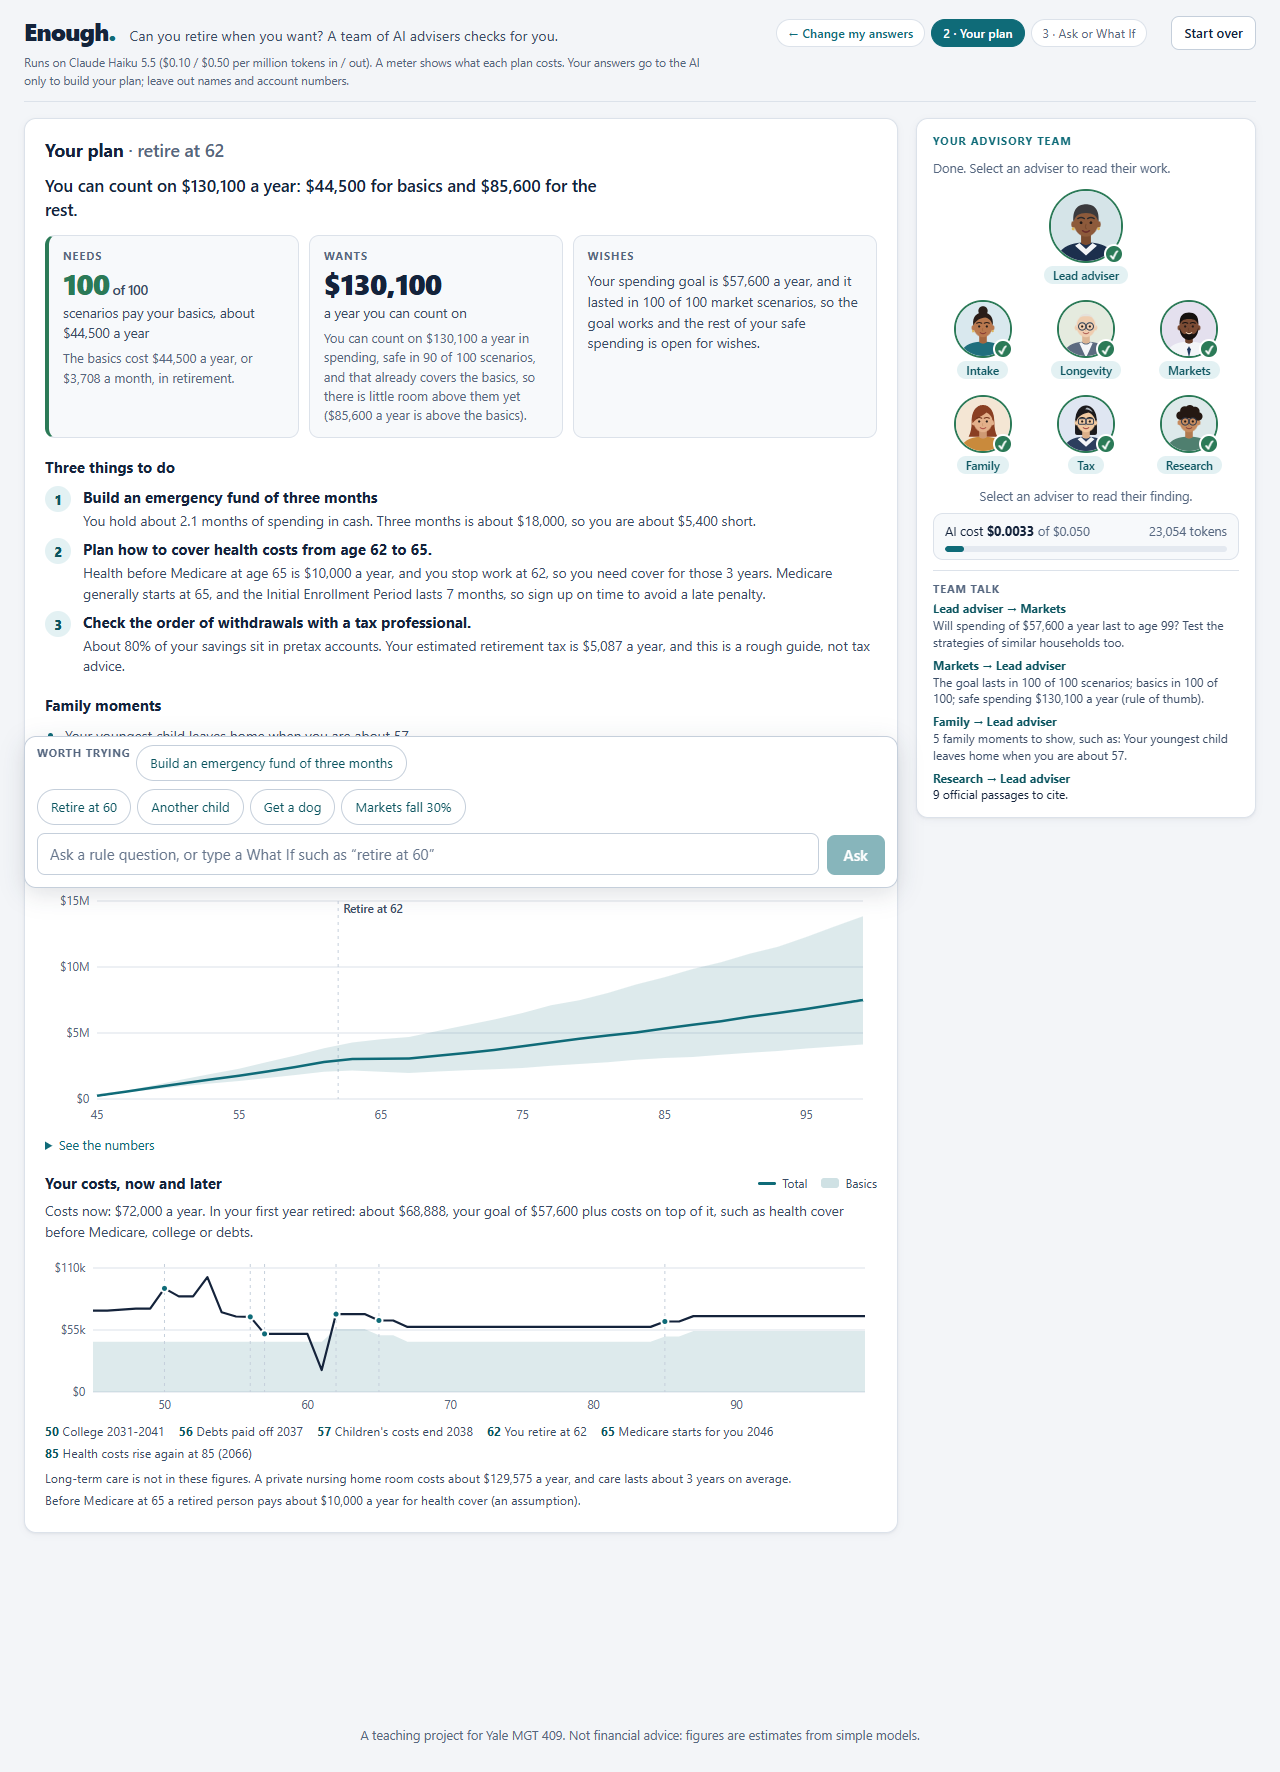 Enough.
Can you retire when you want? A team of AI advisers checks for you.
← Change my answers
2 · Your plan
3 · Ask or What If
Start over
Runs on Claude Haiku 5.5 ($0.10 / $0.50 per million tokens in / out). A meter shows what each plan costs. Your answers go to the AI
only to build your plan; leave out names and account numbers.
Your plan · retire at 62
You can count on $130,100 a year: $44,500 for basics and $85,600 for the
rest.
NEEDS
100 of 100
scenarios pay your basics, about
$44,500 a year
The basics cost $44,500 a year, or
$3,708 a month, in retirement.
WANTS
$130,100
a year you can count on
You can count on $130,100 a year in
spending, safe in 90 of 100 scenarios,
and that already covers the basics, so
there is little room above them yet
($85,600 a year is above the basics).
WISHES
Your spending goal is $57,600 a year, and it
lasted in 100 of 100 market scenarios, so the
goal works and the rest of your safe
spending is open for wishes.
Three things to do
1
Build an emergency fund of three months
You hold about 2.1 months of spending in cash. Three months is about $18,000, so you are about $5,400 short.
2
Plan how to cover health costs from age 62 to 65.
Health before Medicare at age 65 is $10,000 a year, and you stop work at 62, so you need cover for those 3 years. Medicare
generally starts at 65, and the Initial Enrollment Period lasts 7 months, so sign up on time to avoid a late penalty.
3
Check the order of withdrawals with a tax professional.
About 80% of your savings sit in pretax accounts. Your estimated retirement tax is $5,087 a year, and this is a rough guide, not tax
advice.
Family moments
Your youngest child leaves home when you are about 57
WORTH TRYING
Build an emergency fund of three months
Retire at 60
Another child
Get a dog
Markets fall 30%
Ask a rule question, or type a What If such as “retire at 60”
Ask
$15M
Retire at 62
$10M
$5M
$0
45 55 65 75 85 95
▶ See the numbers
Your costs, now and later
Total
Basics
Costs now: $72,000 a year. In your first year retired: about $68,888, your goal of $57,600 plus costs on top of it, such as health cover
before Medicare, college or debts.
$110k
$55k
$0
50 60 70 80 90
50 College 2031-2041 56 Debts paid off 2037 57 Children's costs end 2038 62 You retire at 62 65 Medicare starts for you 2046
85 Health costs rise again at 85 (2066)
Long-term care is not in these figures. A private nursing home room costs about $129,575 a year, and care lasts about 3 years on average.
Before Medicare at 65 a retired person pays about $10,000 a year for health cover (an assumption).
YOUR ADVISORY TEAM
Done. Select an adviser to read their work.
Lead adviser
Intake
Longevity
Markets
Family
Tax
Research
Select an adviser to read their finding.
AI cost $0.0033 of $0.050
23,054 tokens
TEAM TALK
Lead adviser → Markets
Will spending of $57,600 a year last to age 99? Test the
strategies of similar households too.
Markets → Lead adviser
The goal lasts in 100 of 100 scenarios; basics in 100 of
100; safe spending $130,100 a year (rule of thumb).
Family → Lead adviser
5 family moments to show, such as: Your youngest child
leaves home when you are about 57.
Research → Lead adviser
9 official passages to cite.
A teaching project for Yale MGT 409. Not financial advice: figures are estimates from simple models.